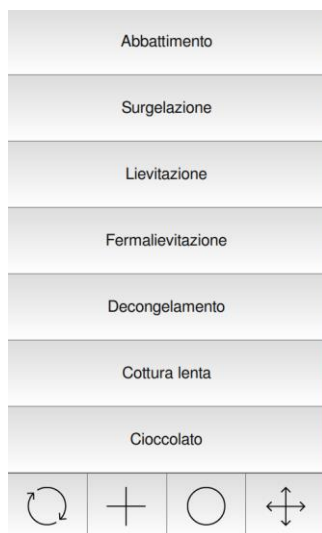 Abbattimento
Surgelazione
Lievitazione
Fermalievitazione
Decongelamento
Cottura lenta
Cioccolato